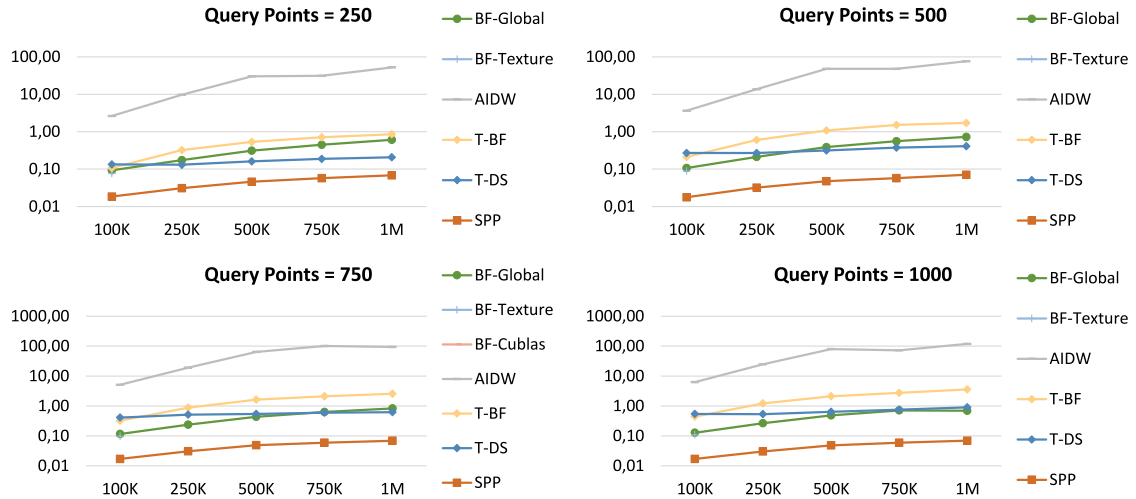 Query Points = 250
100,00
10,00
1,00
0,10
0,01
100K 250K 500K 750K 1M
BF-Global
BF-Texture
AIDW
T-BF
T-DS
SPP
Query Points = 500
100,00
10,00
1,00
0,10
0,01
100K 250K 500K 750K 1M
BF-Global
BF-Texture
AIDW
T-BF
T-DS
SPP
Query Points = 750
1000,00
100,00
10,00
1,00
0,10
0,01
100K 250K 500K 750K 1M
BF-Global
BF-Texture
BF-Cublas
AIDW
T-BF
T-DS
SPP
Query Points = 1000
1000,00
100,00
10,00
1,00
0,10
0,01
100K 250K 500K 750K 1M
BF-Global
BF-Texture
AIDW
T-BF
T-DS
SPP